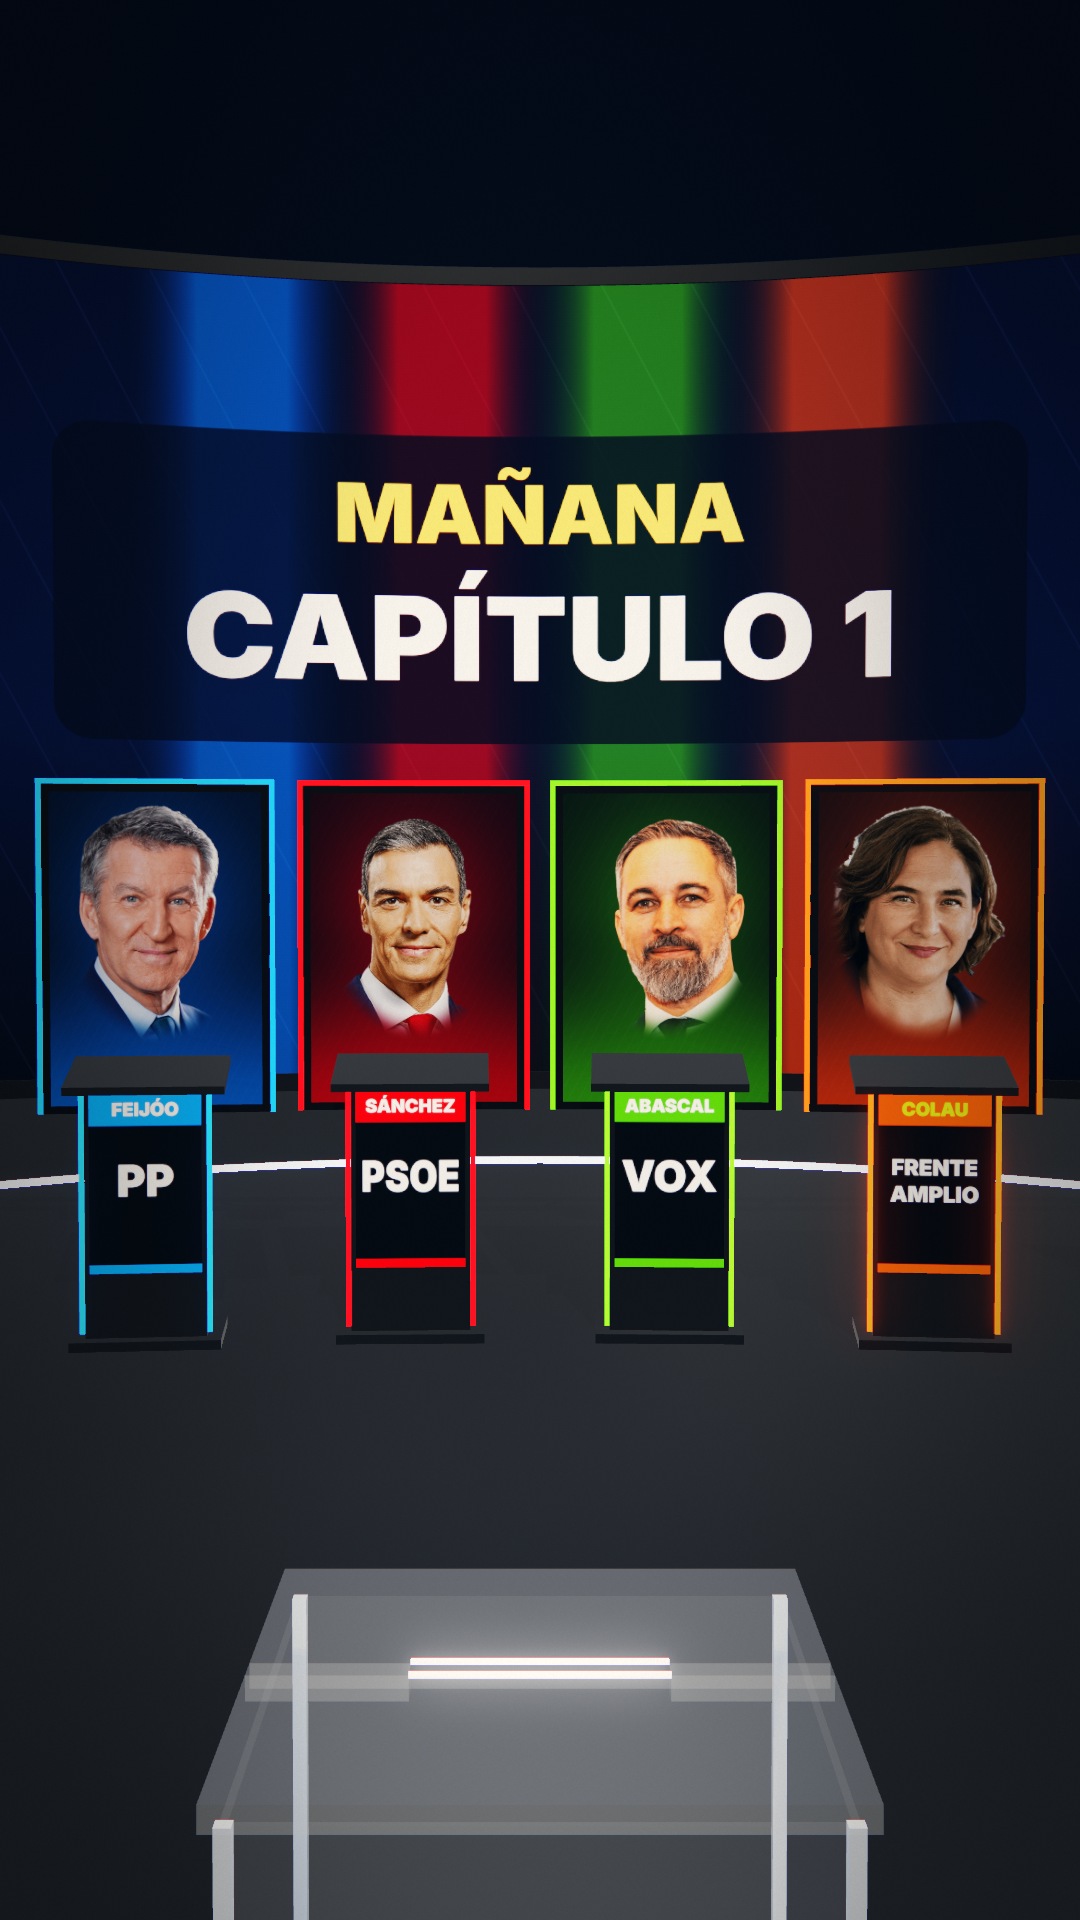 MAÑANA
CAPÍTULO 1
FEIJÓO
PP
SÁNCHEZ
PSOE
ABASCAL
VOX
COLAU
FRENTE
AMPLIO